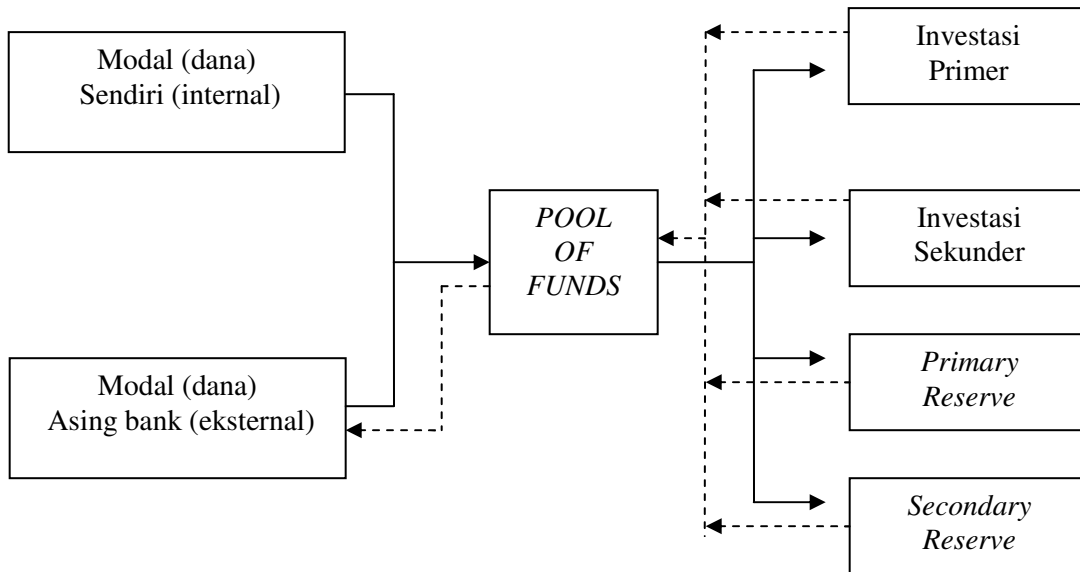 Modal (dana)
Sendiri (internal)
Modal (dana)
Asing bank (eksternal)
POOL
OF
FUNDS
Investasi
Primer
Investasi
Sekunder
Primary
Reserve
Secondary
Reserve